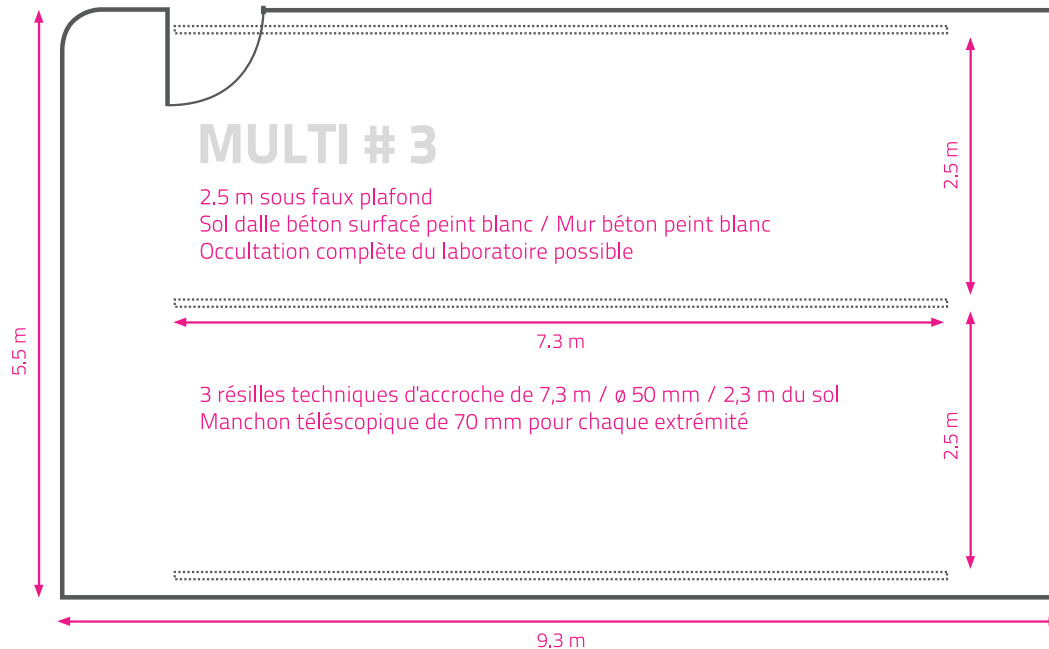 MULTI # 3
2.5 m sous faux plafond
Sol dalle béton surfacé peint blanc / Mur béton peint blanc
Occultation complète du laboratoire possible
2.5 m
7.3 m
5.5 m
3 résilles techniques d'accroche de 7,3 m / ø 50 mm / 2,3 m du sol
Manchon téléscopique de 70 mm pour chaque extrémité
2.5 m
9.3 m